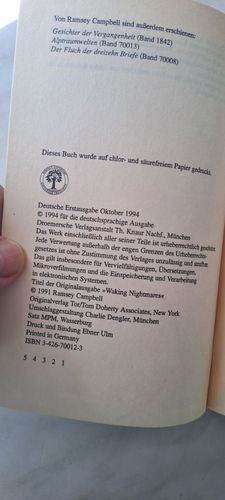 Von Ramsey Campbell sind außerdem erschienen:
Gesichter der Vergangenheit (Band 1842)
Alptraumwelten (Band 70013)
Der Fluch der dreizehn Briefe (Band 70008)
Dieses Buch wurde auf chlor- und säurefreiem Papier gedruckt.
Deutsche Erstausgabe Oktober 1994
© 1994 für die deutschsprachige Ausgabe
Droemersche Verlagsanstalt Th. Knaur Nachf., München
Das Werk einschließlich aller seiner Teile ist urheberrechtlich geschützt.
Jede Verwertung außerhalb der engen Grenzen des Urheberrechts-
gesetzes ist ohne Zustimmung des Verlages unzulässig und strafbar.
Das gilt insbesondere für Vervielfältigungen, Übersetzungen,
Mikroverfilmungen und die Einspeicherung und Verarbeitung
in elektronischen Systemen.
Titel der Originalausgabe »Waking Nightmares«
© 1991 Ramsey Campbell
Originalverlag Tor/Tom Doherty Associates, New York
Umschlaggestaltung Charlie Dengler, München
Satz MPM, Wasserburg
Druck und Bindung Ebner Ulm
Printed in Germany
ISBN 3-426-70012-3
5 4 3 2 1